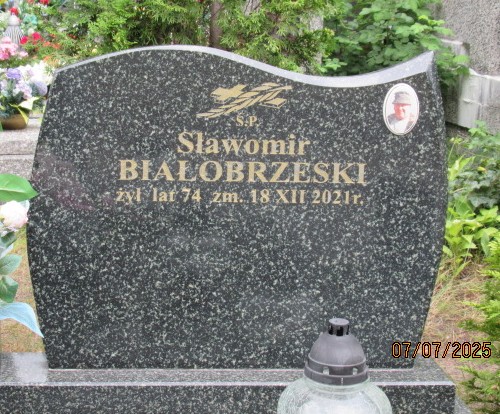 Ś.P.
Sławomir
BIAŁOBRZESKI
żył lat 74 zm. 18 XII 2021r.
07/07/2025